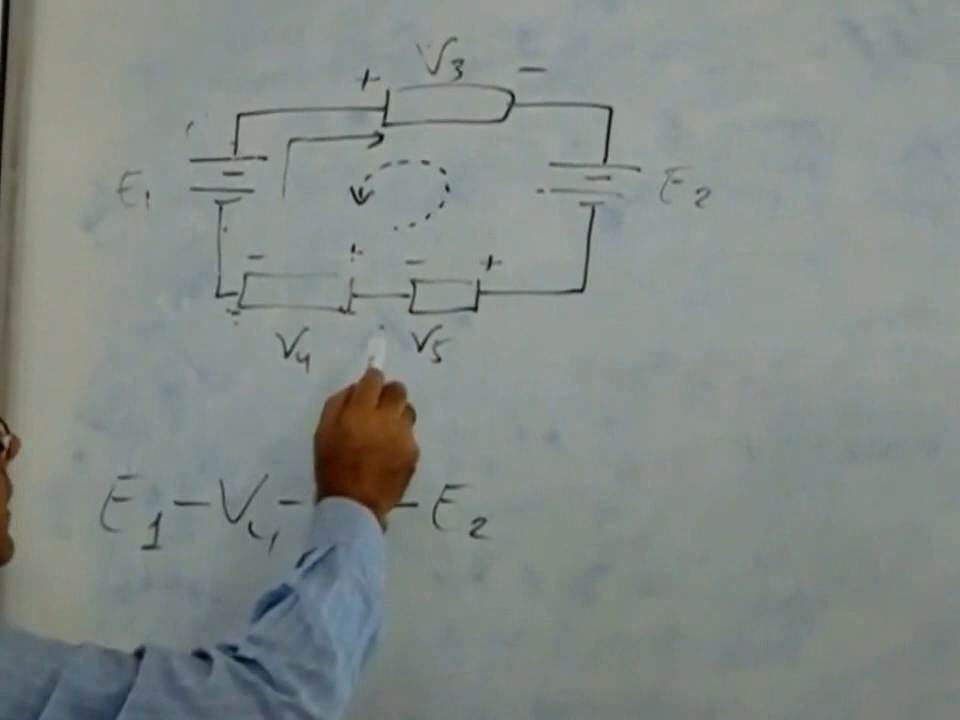 + V3 -
E1 E2
- + - +
V4 V5
E1 - V4 - - E2